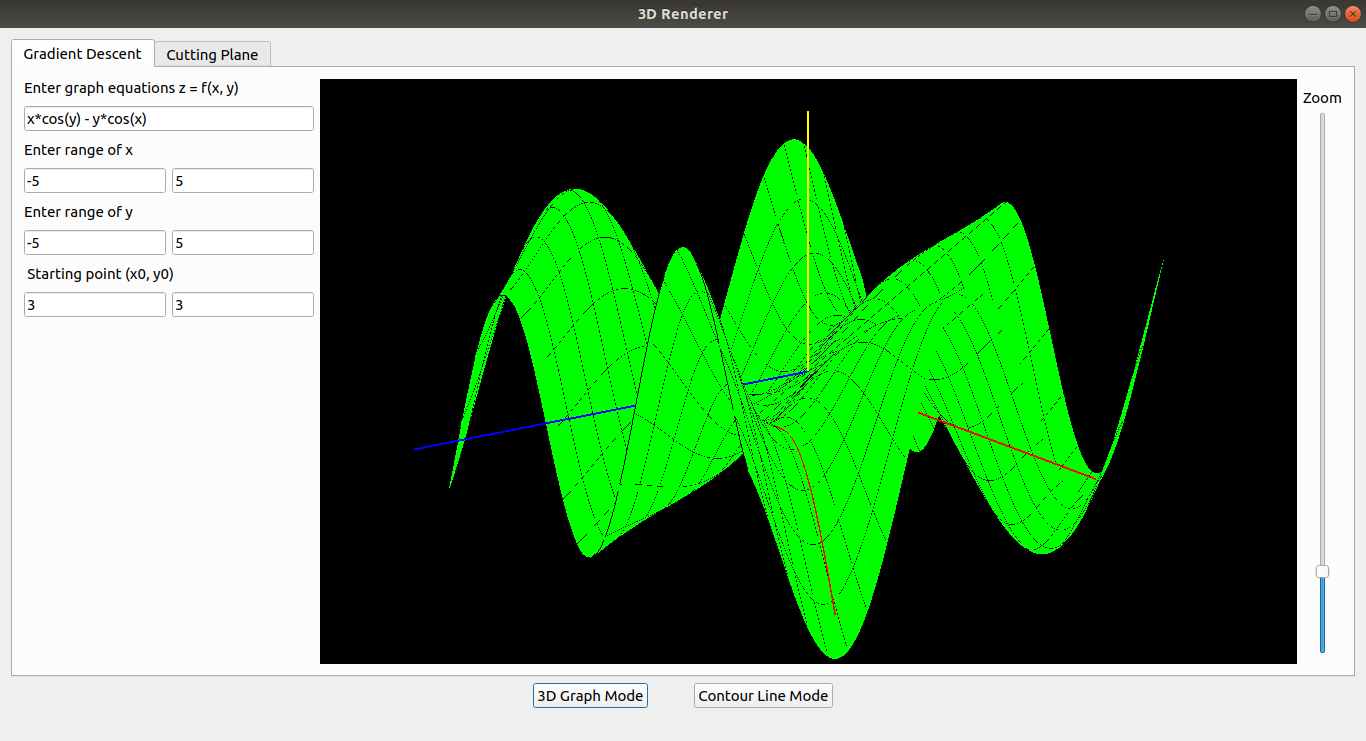 3D Renderer
Gradient Descent
Cutting Plane
Enter graph equations z = f(x, y)
x*cos(y) - y*cos(x)
Enter range of x
-5
5
Enter range of y
-5
5
Starting point (x0, y0)
3
3
Zoom
3D Graph Mode
Contour Line Mode